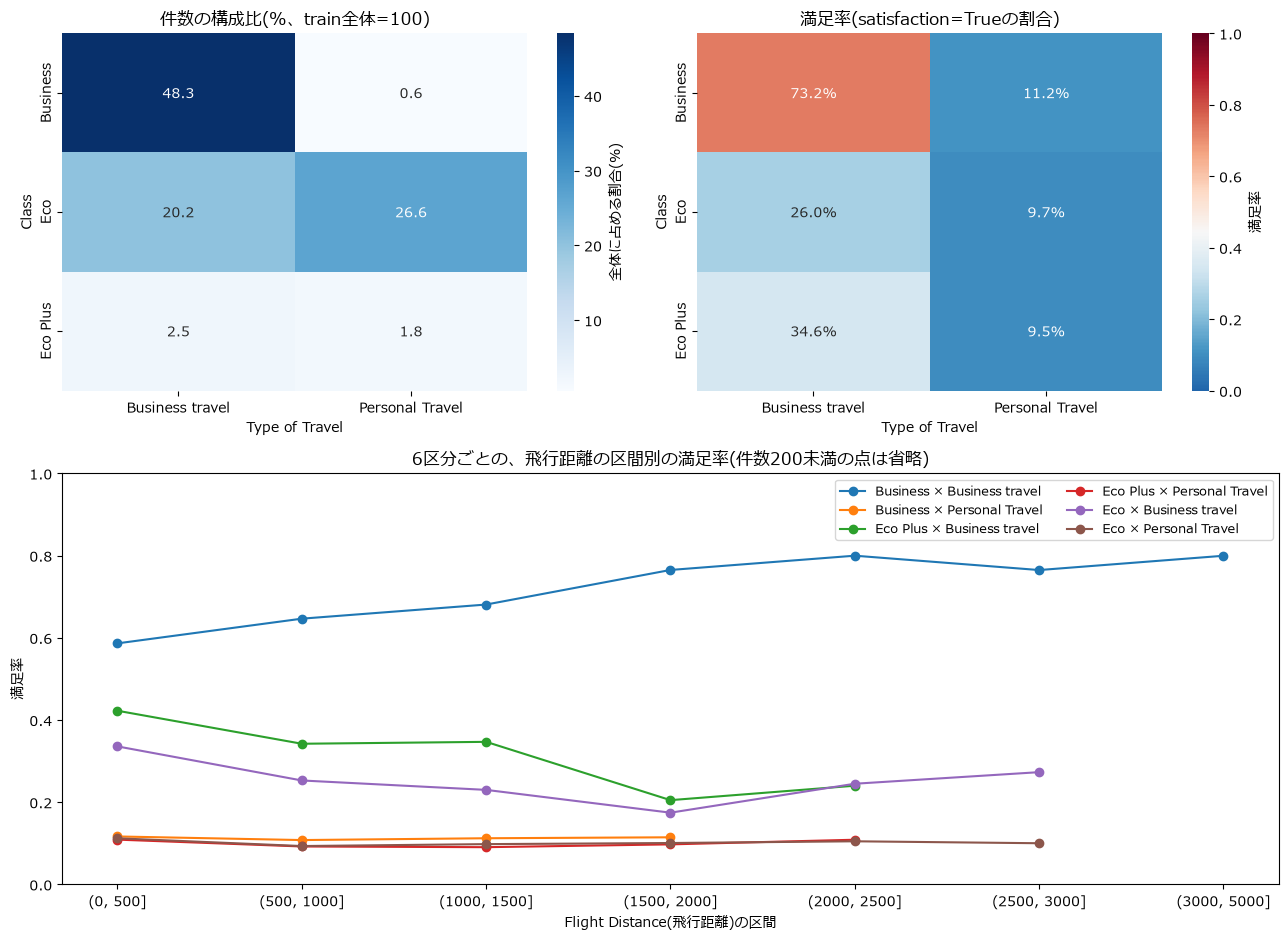 件数の構成比(%、train全体=100)
Business
Eco
Eco Plus
Class
48.3
0.6
20.2
26.6
2.5
1.8
Business travel
Personal Travel
Type of Travel
40
30
20
10
全体に占める割合(%)
満足率(satisfaction=Trueの割合)
Business
Eco
Eco Plus
Class
73.2%
11.2%
26.0%
9.7%
34.6%
9.5%
Business travel
Personal Travel
Type of Travel
1.0
0.8
0.6
0.4
0.2
0.0
満足率
6区分ごとの、飛行距離の区間別の満足率(件数200未満の点は省略)
1.0
0.8
0.6
0.4
0.2
0.0
満足率
Business × Business travel
Business × Personal Travel
Eco Plus × Business travel
Eco Plus × Personal Travel
Eco × Business travel
Eco × Personal Travel
(0, 500]
(500, 1000]
(1000, 1500]
(1500, 2000]
(2000, 2500]
(2500, 3000]
(3000, 5000]
Flight Distance(飛行距離)の区間